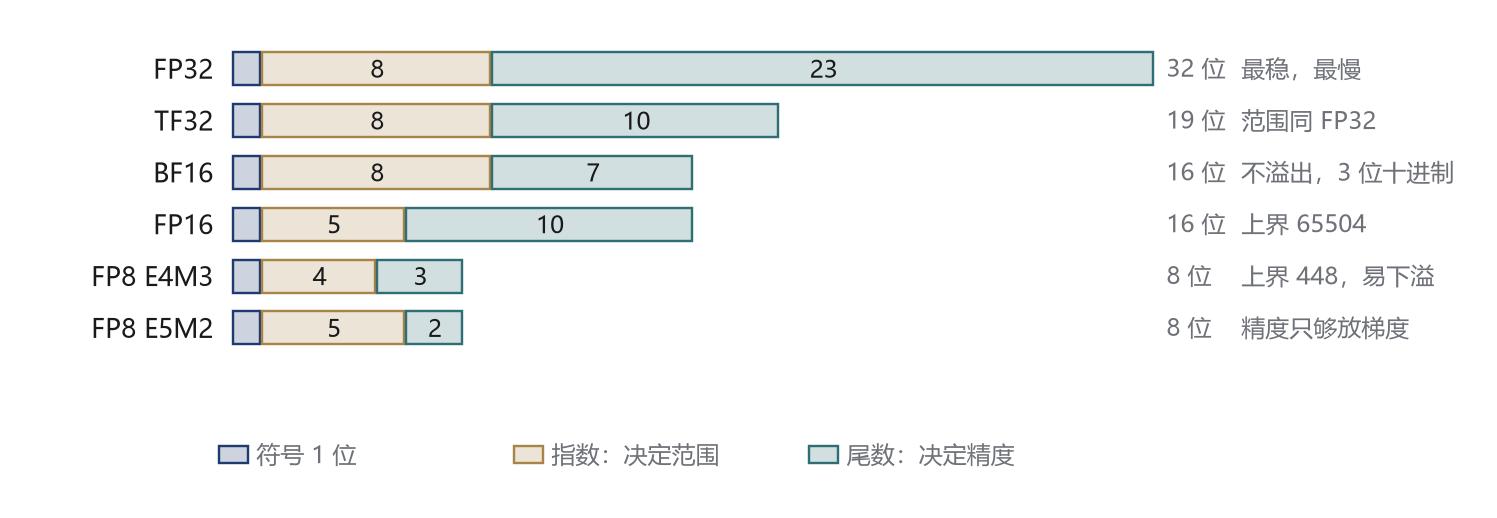 FP32 8 23 32 位 最稳，最慢
TF32 8 10 19 位 范围同 FP32
BF16 8 7 16 位 不溢出，3 位十进制
FP16 5 10 16 位 上界 65504
FP8 E4M3 4 3 8 位 上界 448，易下溢
FP8 E5M2 5 2 8 位 精度只够放梯度
符号 1 位 指数：决定范围 尾数：决定精度